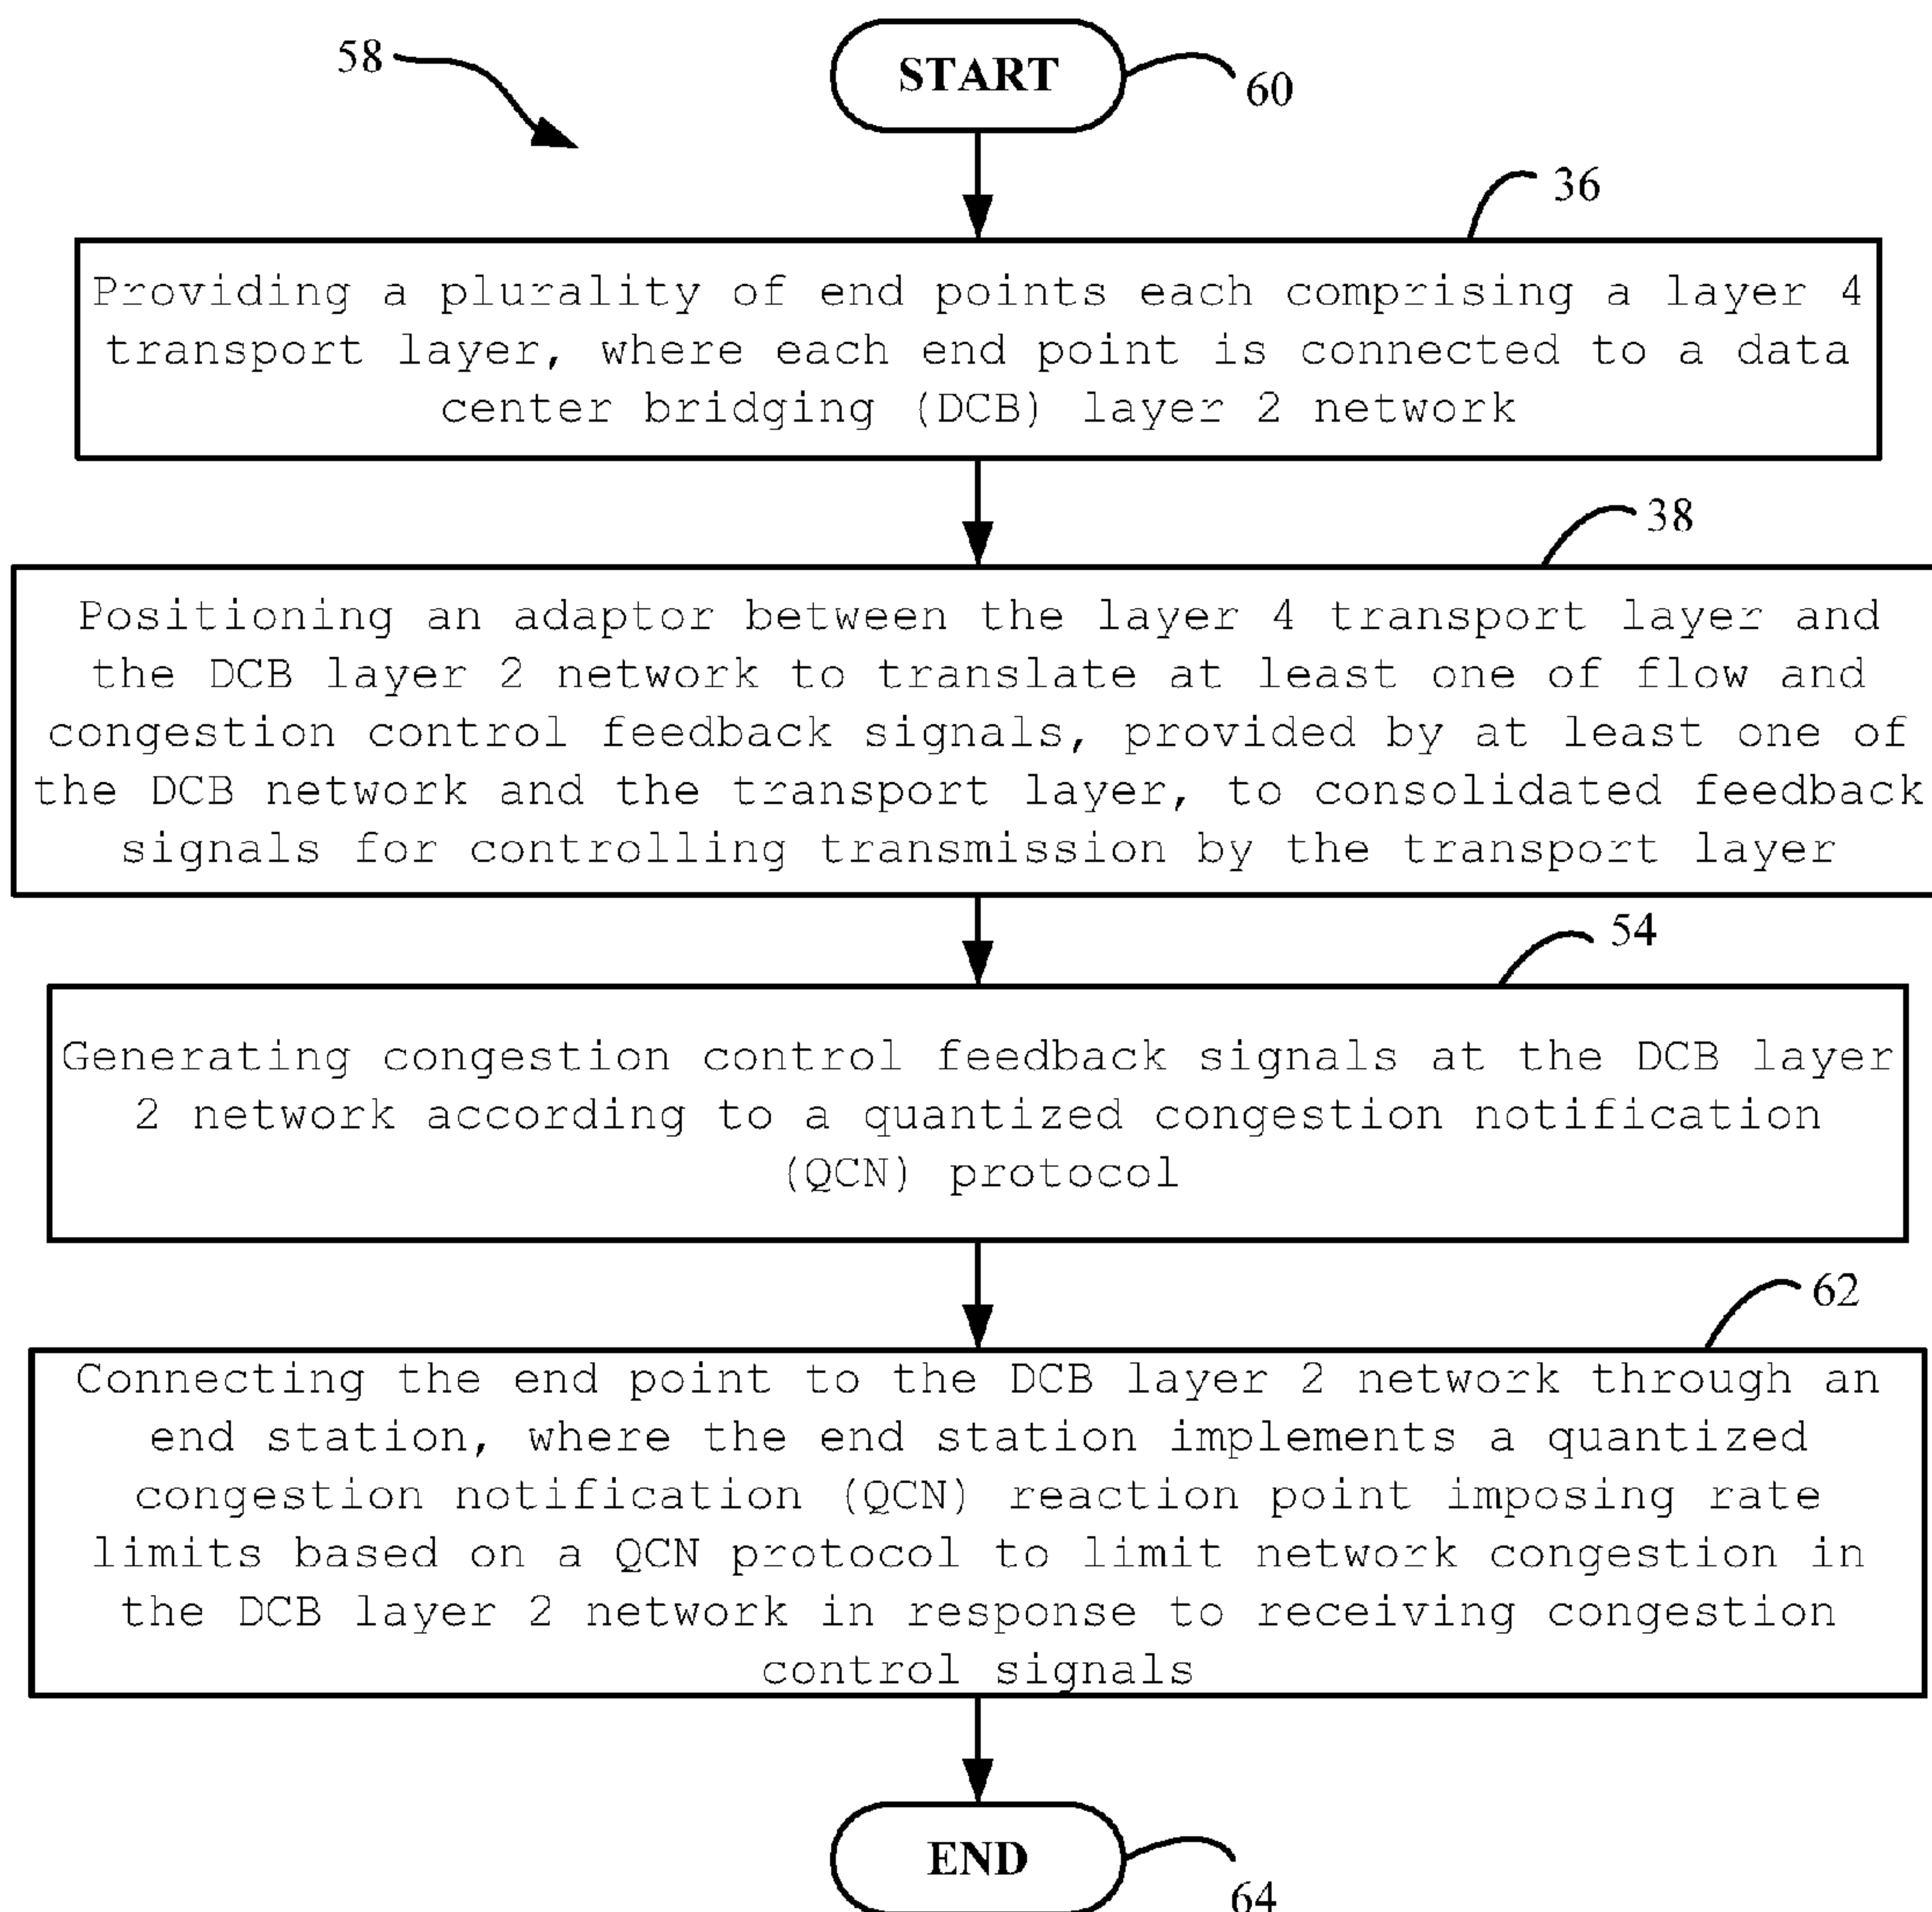 58
START
60
36
Providing a plurality of end points each comprising a layer 4
transport layer, where each end point is connected to a data
center bridging (DCB) layer 2 network
38
Positioning an adaptor between the layer 4 transport layer and
the DCB layer 2 network to translate at least one of flow and
congestion control feedback signals, provided by at least one of
the DCB network and the transport layer, to consolidated feedback
signals for controlling transmission by the transport layer
54
Generating congestion control feedback signals at the DCB layer
2 network according to a quantized congestion notification
(QCN) protocol
62
Connecting the end point to the DCB layer 2 network through an
end station, where the end station implements a quantized
congestion notification (QCN) reaction point imposing rate
limits based on a QCN protocol to limit network congestion in
the DCB layer 2 network in response to receiving congestion
control signals
END
64